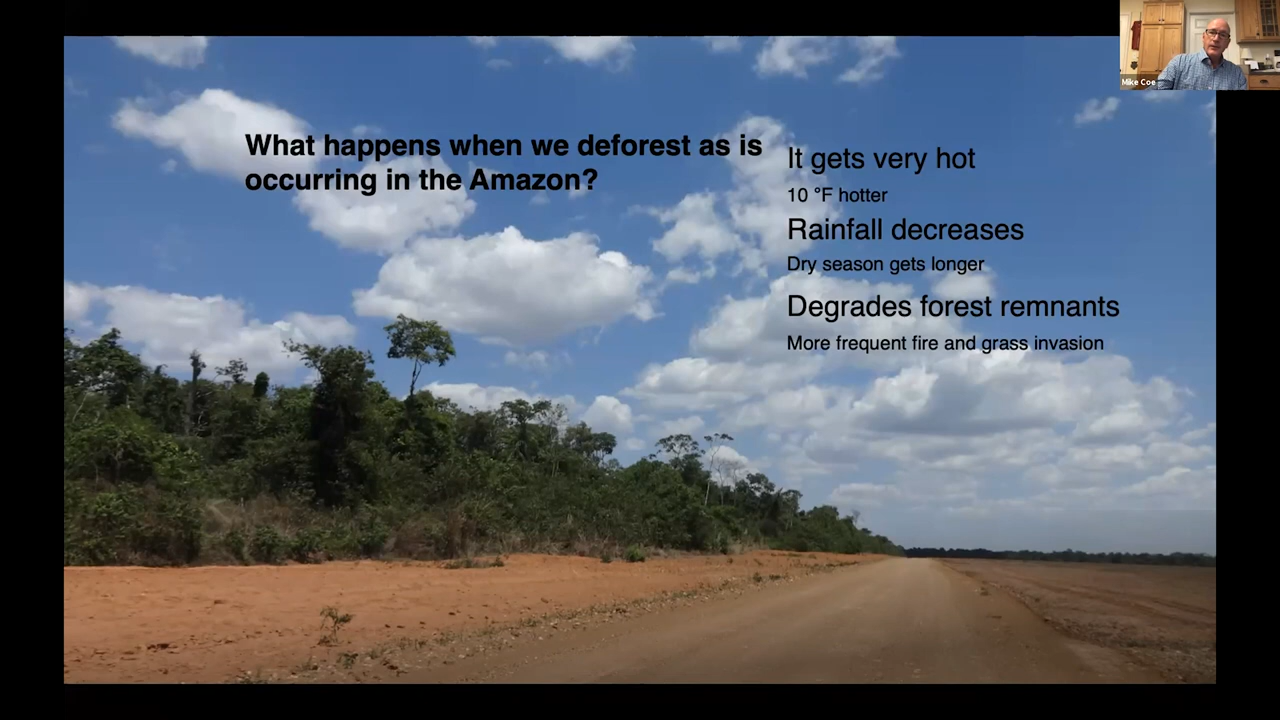 Mike Coe
What happens when we deforest as is
occurring in the Amazon?
It gets very hot
10 °F hotter
Rainfall decreases
Dry season gets longer
Degrades forest remnants
More frequent fire and grass invasion